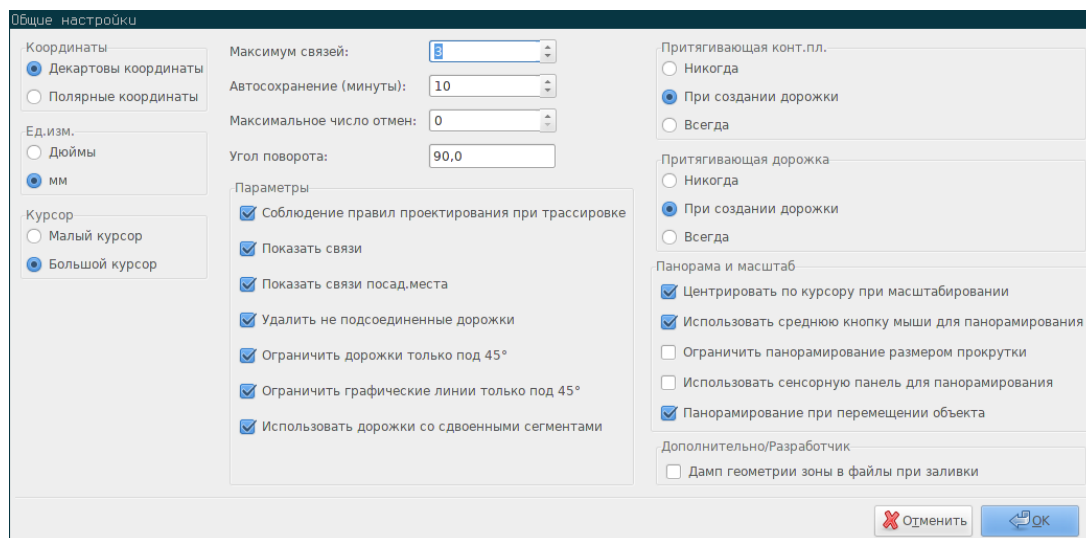 Общие настройки
Координаты
Декартовы координаты
Полярные координаты
Ед.изм.
Дюймы
мм
Курсор
Малый курсор
Большой курсор
Максимум связей:
3
Автосохранение (минуты):
10
Максимальное число отмен:
0
Угол поворота:
90,0
Параметры
Соблюдение правил проектирования при трассировке
Показать связи
Показать связи посад.места
Удалить не подсоединенные дорожки
Ограничить дорожки только под 45°
Ограничить графические линии только под 45°
Использовать дорожки со сдвоенными сегментами
Притягивающая конт.пл.
Никогда
При создании дорожки
Всегда
Притягивающая дорожка
Никогда
При создании дорожки
Всегда
Панорама и масштаб
Центрировать по курсору при масштабировании
Использовать среднюю кнопку мыши для панорамирования
Ограничить панорамирование размером прокрутки
Использовать сенсорную панель для панорамирования
Панорамирование при перемещении объекта
Дополнительно/Разработчик
Дамп геометрии зоны в файлы при заливки
Отменить
OK